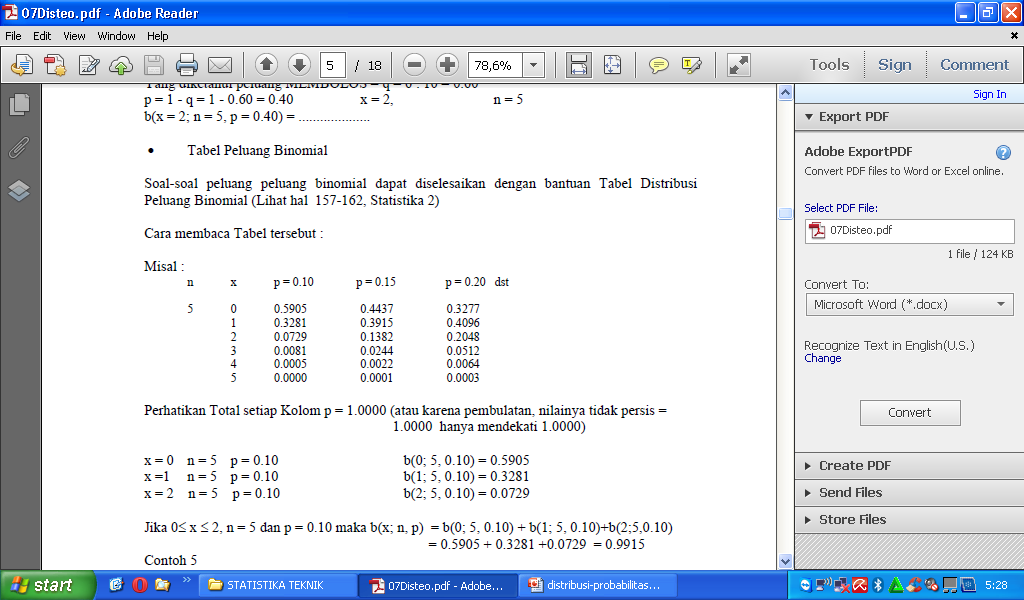 07Disteo.pdf - Adobe Reader
File Edit View Window Help
5 / 18 78,6% Tools Sign Comment
Yang diketahui peluang MEMBOLOS = q = 6 : 10 = 0.60
p = 1 - q = 1 - 0.60 = 0.40 x = 2, n = 5
b(x = 2; n = 5, p = 0.40) = ....................
• Tabel Peluang Binomial
Soal-soal peluang peluang binomial dapat diselesaikan dengan bantuan Tabel Distribusi
Peluang Binomial (Lihat hal 157-162, Statistika 2)
Cara membaca Tabel tersebut :
Misal :
n x p = 0.10 p = 0.15 p = 0.20 dst
5 0 0.5905 0.4437 0.3277
1 0.3281 0.3915 0.4096
2 0.0729 0.1382 0.2048
3 0.0081 0.0244 0.0512
4 0.0005 0.0022 0.0064
5 0.0000 0.0001 0.0003
Perhatikan Total setiap Kolom p = 1.0000 (atau karena pembulatan, nilainya tidak persis =
1.0000 hanya mendekati 1.0000)
x = 0 n = 5 p = 0.10 b(0; 5, 0.10) = 0.5905
x =1 n = 5 p = 0.10 b(1; 5, 0.10) = 0.3281
x = 2 n = 5 p = 0.10 b(2; 5, 0.10) = 0.0729
Jika 0≤ x ≤ 2, n = 5 dan p = 0.10 maka b(x; n, p) = b(0; 5, 0.10) + b(1; 5, 0.10)+b(2;5,0.10)
= 0.5905 + 0.3281 +0.0729 = 0.9915
Contoh 5
Sign In
Export PDF
Adobe ExportPDF
Convert PDF files to Word or Excel online.
Select PDF File:
07Disteo.pdf
1 file / 124 KB
Convert To:
Microsoft Word (*.docx)
Recognize Text in English(U.S.)
Change
Convert
Create PDF
Send Files
Store Files
start STATISTIKA TEKNIK 07Disteo.pdf - Adobe... distribusi-probabilitas... 5:28